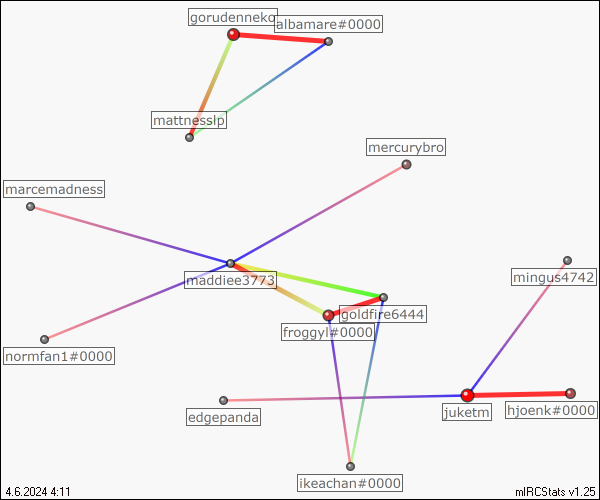 gorudenneko
albamare#0000
mattnesslp
mercurybro
marcemadness
maddiee3773
mingus4742
goldfire6444
froggyl#0000
normfan1#0000
edgepanda
juketm
hjoenk#0000
ikeachan#0000
4.6.2024 4:11
mIRCStats v1.25